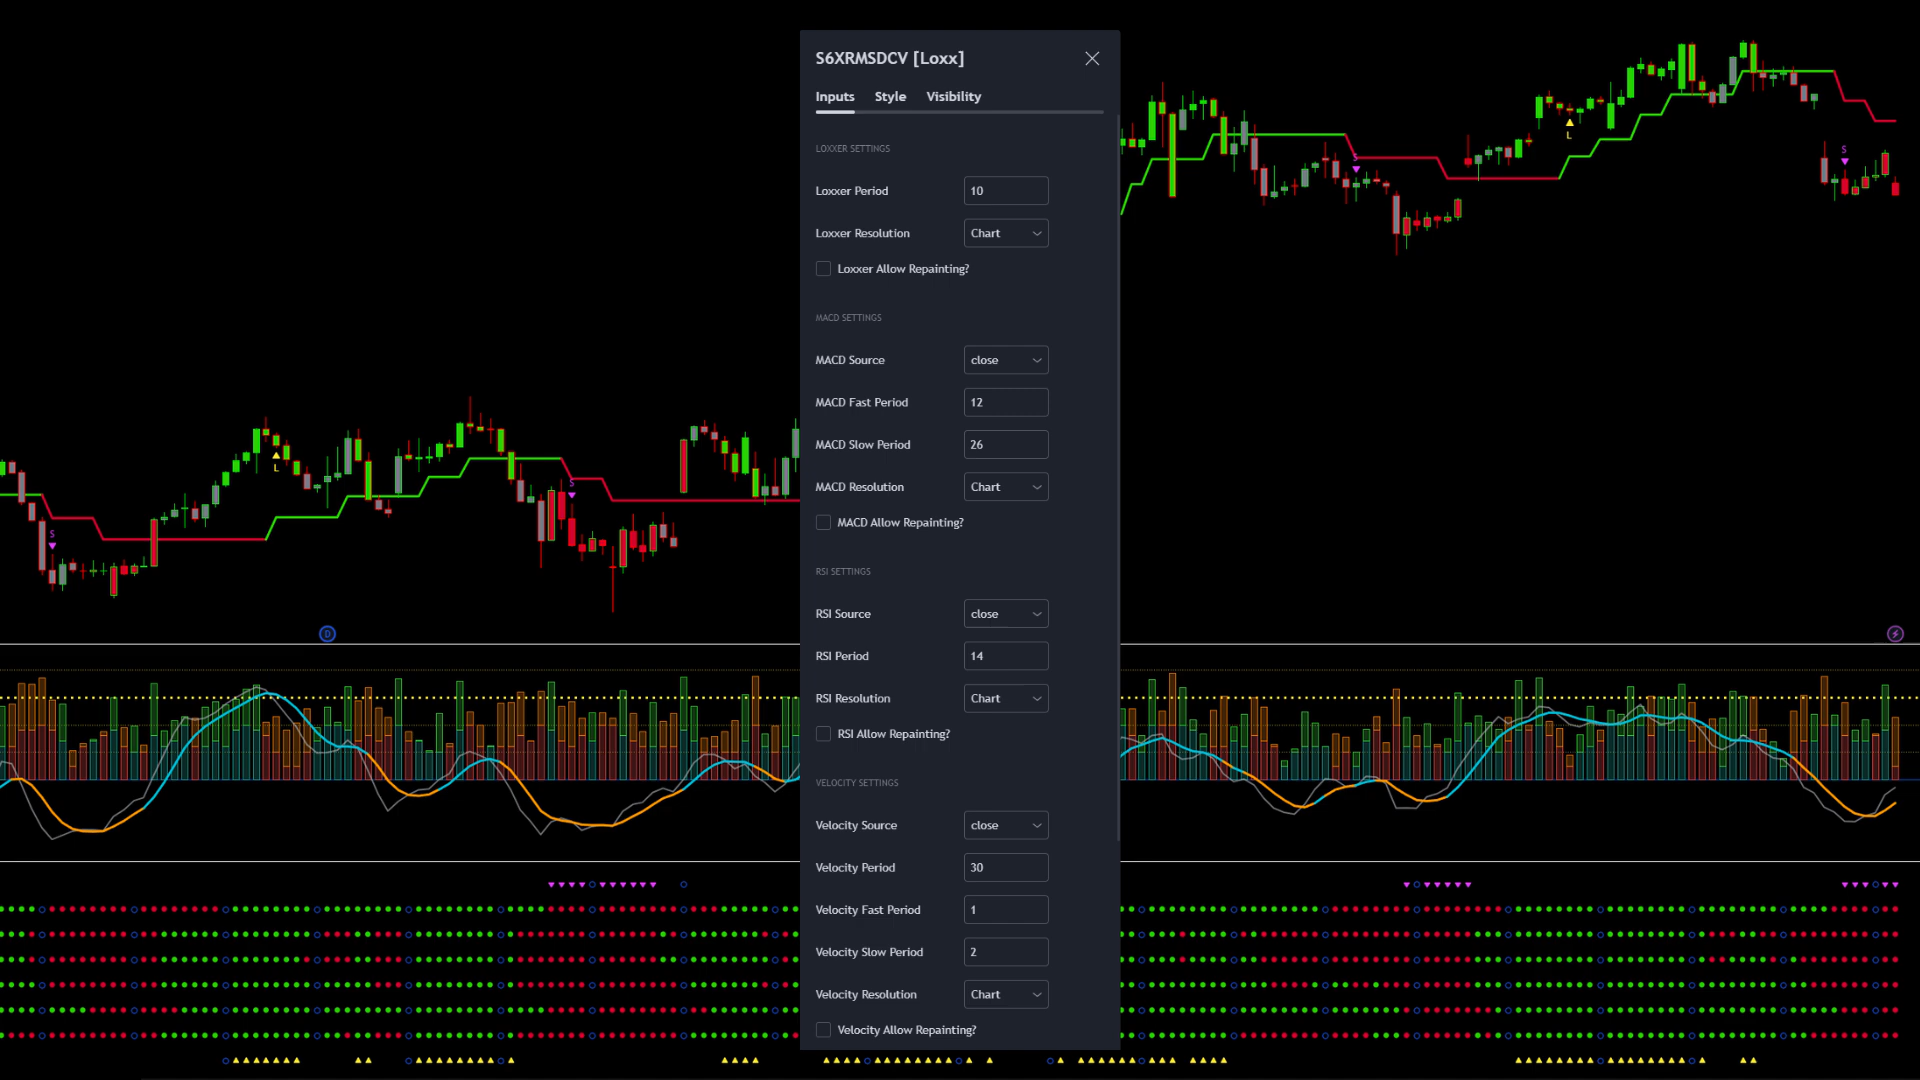 S6XRMSDCV [Loxx]
Inputs Style Visibility
LOXXER SETTINGS
Loxxer Period 10
Loxxer Resolution Chart
Loxxer Allow Repainting?
MACD SETTINGS
MACD Source close
MACD Fast Period 12
MACD Slow Period 26
MACD Resolution Chart
MACD Allow Repainting?
RSI SETTINGS
RSI Source close
RSI Period 14
RSI Resolution Chart
RSI Allow Repainting?
VELOCITY SETTINGS
Velocity Source close
Velocity Period 30
Velocity Fast Period 1
Velocity Slow Period 2
Velocity Resolution Chart
Velocity Allow Repainting?
S
L
S
D
S
L
S